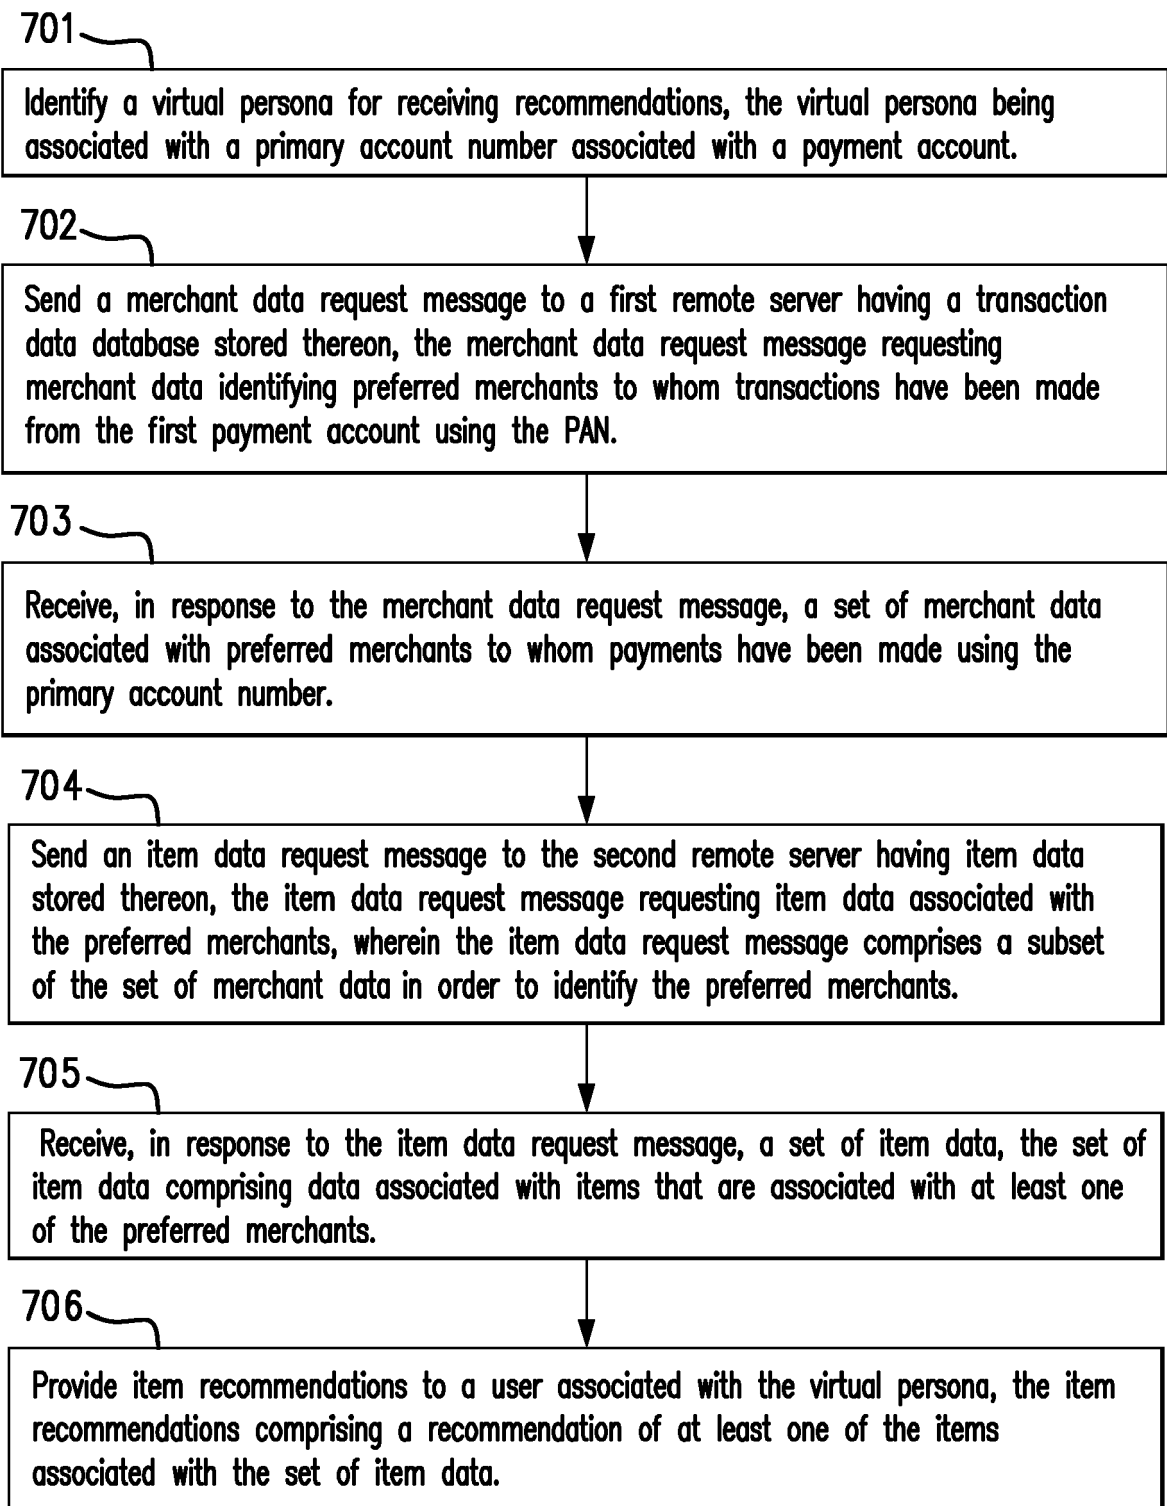 701
Identify a virtual persona for receiving recommendations, the virtual persona being
associated with a primary account number associated with a payment account.
702
Send a merchant data request message to a first remote server having a transaction
data database stored thereon, the merchant data request message requesting
merchant data identifying preferred merchants to whom transactions have been made
from the first payment account using the PAN.
703
Receive, in response to the merchant data request message, a set of merchant data
associated with preferred merchants to whom payments have been made using the
primary account number.
704
Send an item data request message to the second remote server having item data
stored thereon, the item data request message requesting item data associated with
the preferred merchants, wherein the item data request message comprises a subset
of the set of merchant data in order to identify the preferred merchants.
705
Receive, in response to the item data request message, a set of item data, the set of
item data comprising data associated with items that are associated with at least one
of the preferred merchants.
706
Provide item recommendations to a user associated with the virtual persona, the item
recommendations comprising a recommendation of at least one of the items
associated with the set of item data.